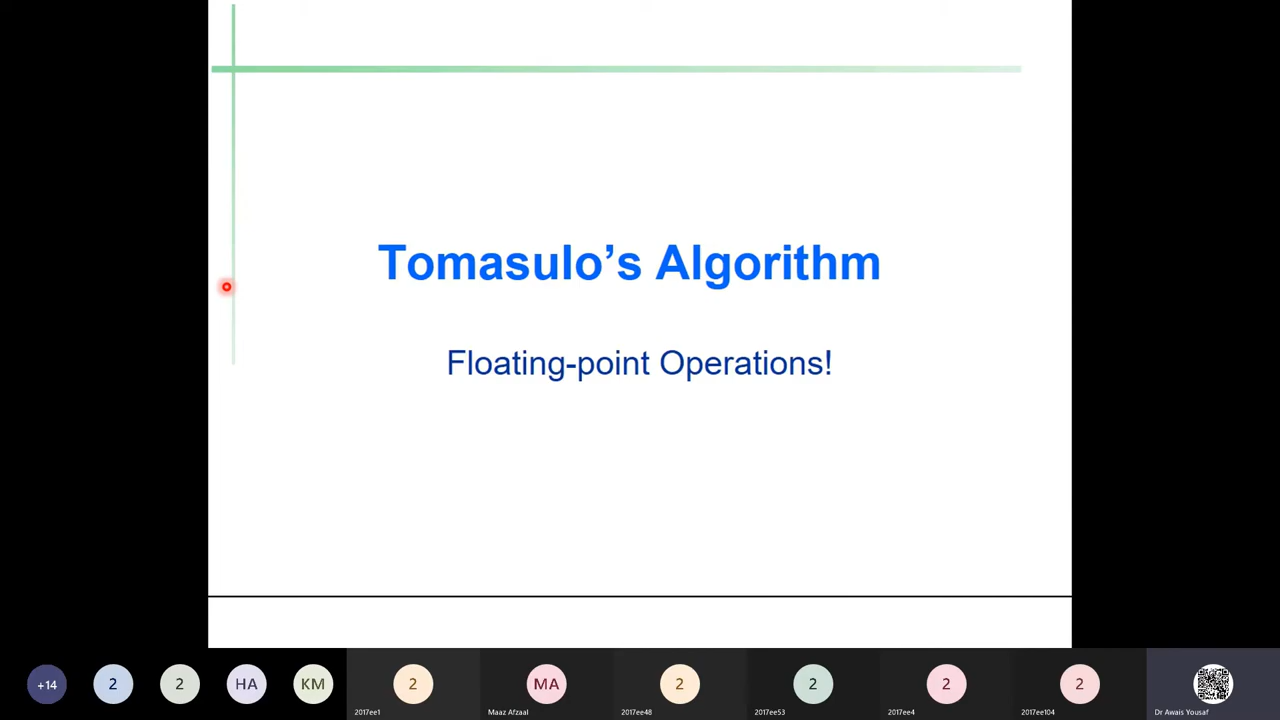 Tomasulo’s Algorithm
Floating-point Operations!
+14
2
2
HA
KM
2
MA
2
2
2
2
2017ee1
Maaz Afzaal
2017ee48
2017ee53
2017ee4
2017ee104
Dr Awais Yousaf